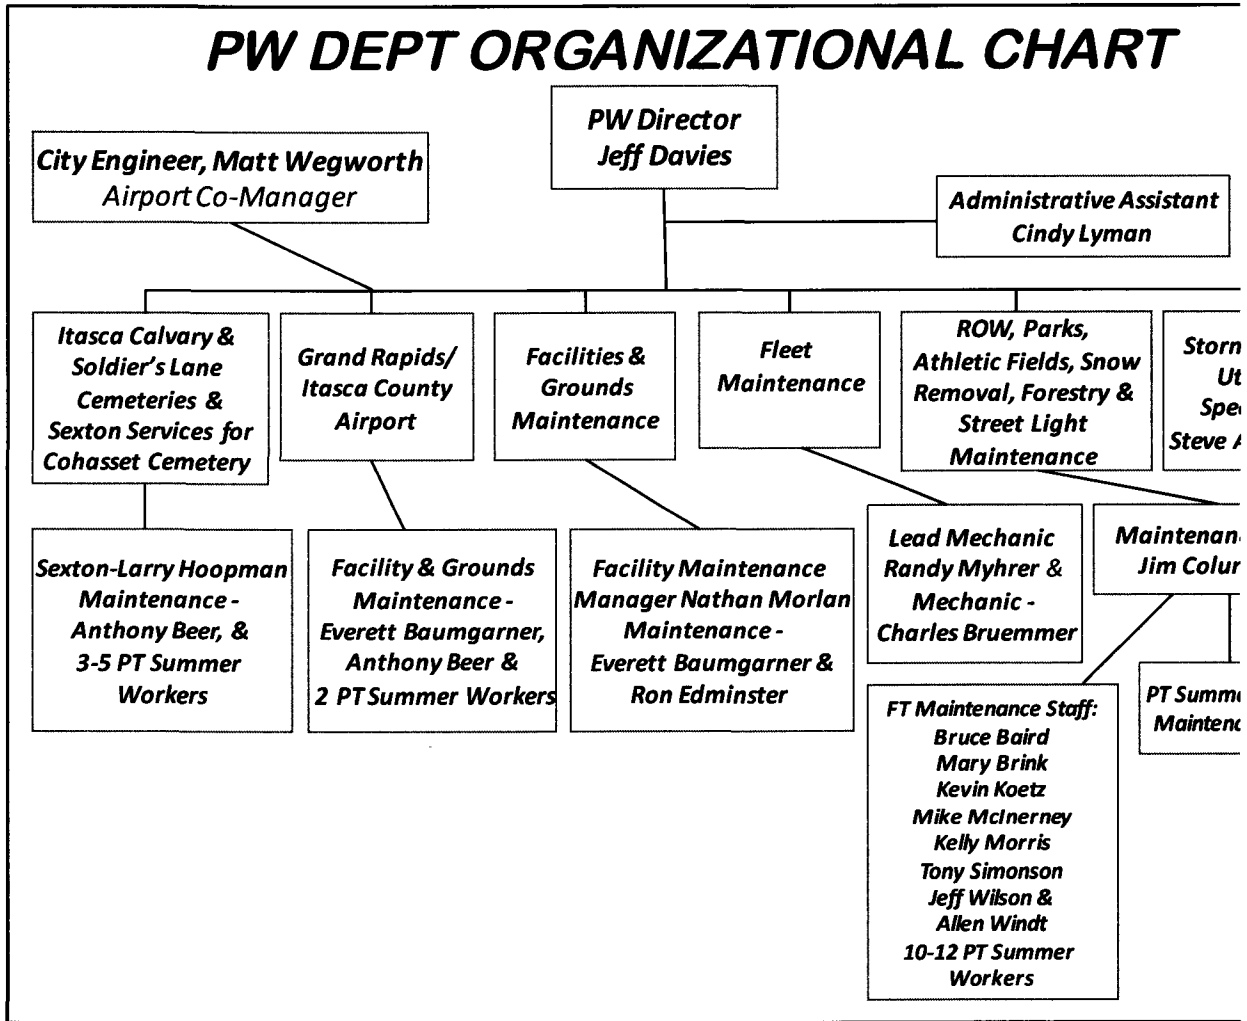 PW DEPT ORGANIZATIONAL CHART
PW Director
Jeff Davies
City Engineer, Matt Wegworth
Airport Co-Manager
Administrative Assistant
Cindy Lyman
Itasca Calvary &
Soldier's Lane
Cemeteries &
Sexton Services for
Cohasset Cemetery
Grand Rapids/
Itasca County
Airport
Facilities &
Grounds
Maintenance
Fleet
Maintenance
ROW, Parks,
Athletic Fields, Snow
Removal, Forestry &
Street Light
Maintenance
Steve
Sexton-Larry Hoopman
Maintenance -
Anthony Beer, &
3-5 PT Summer
Workers
Facility & Grounds
Maintenance -
Everett Baumgarner,
Anthony Beer &
2 PT Summer Workers
Facility Maintenance
Manager Nathan Morlan
Maintenance -
Everett Baumgarner &
Ron Edminster
Lead Mechanic
Randy Myhrer &
Mechanic -
Charles Bruemmer
Jim
FT Maintenance Staff:
Bruce Baird
Mary Brink
Kevin Koetz
Mike McInerney
Kelly Morris
Tony Simonson
Jeff Wilson &
Allen Windt
10-12 PT Summer
Workers
PT